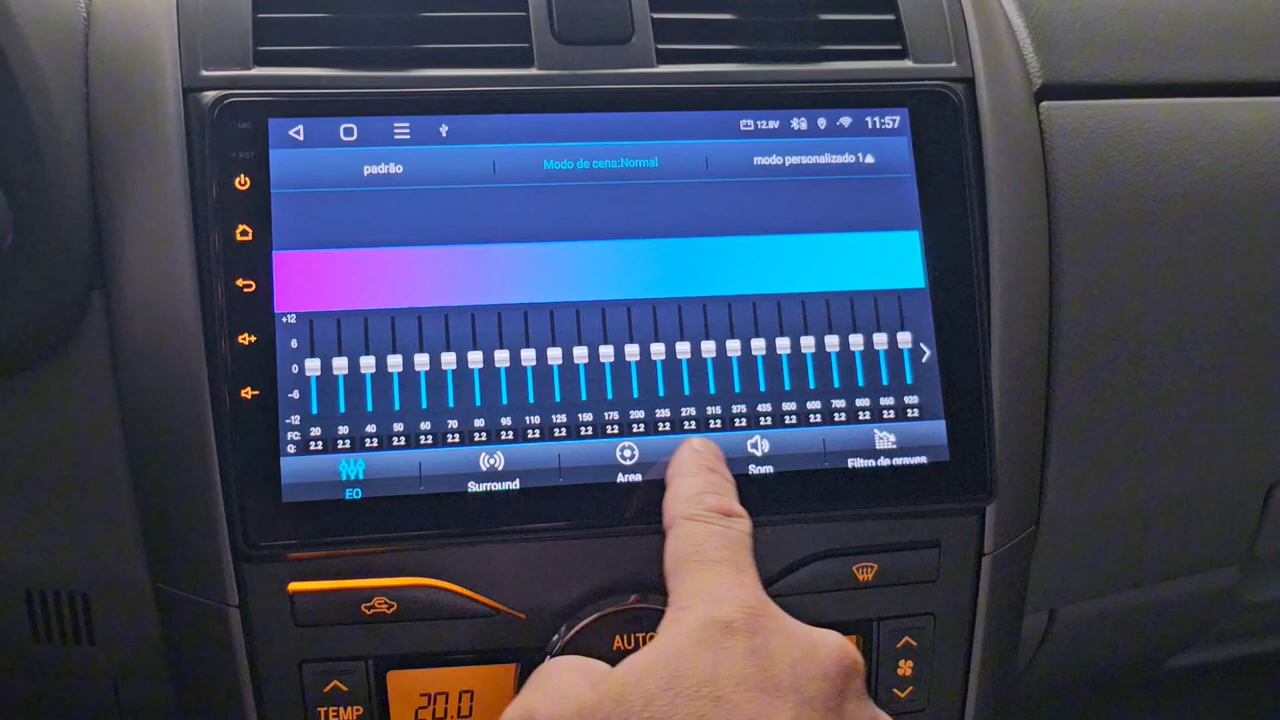 MIC
RST
12.8V
11:57
padrão
Modo de cena:Normal
modo personalizado 1
+12
6
0
-6
-12
FC: 20 30 40 50 60 70 80 95 110 125 150 175 200 235 275 315 375 435 500 600 700 800 860 920
Q: 2.2 2.2 2.2 2.2 2.2 2.2 2.2 2.2 2.2 2.2 2.2 2.2 2.2 2.2 2.2 2.2 2.2 2.2 2.2 2.2 2.2 2.2 2.2 2.2
EQ
Surround
Area
Som
Filtro de graves
AUTO
TEMP
20.0